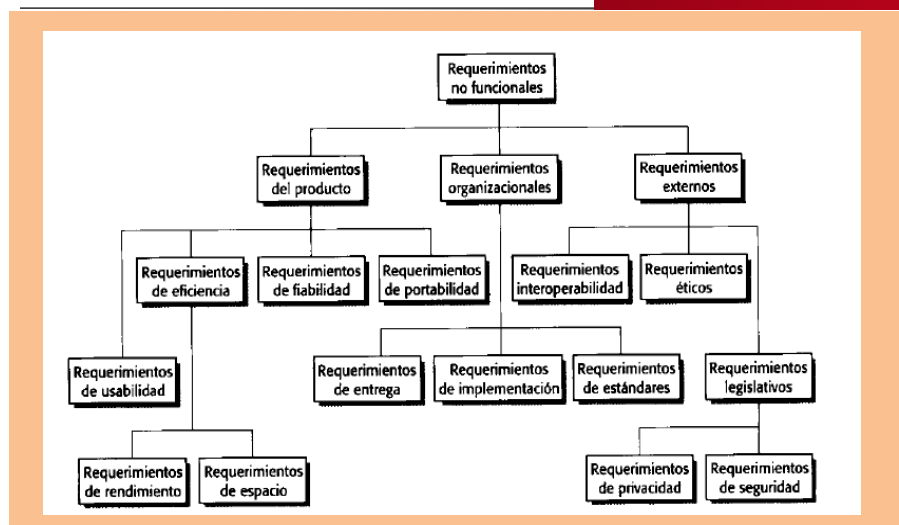 Requerimientos
no funcionales
Requerimientos
del producto
Requerimientos
organizacionales
Requerimientos
externos
Requerimientos
de eficiencia
Requerimientos
de fiabilidad
Requerimientos
de portabilidad
Requerimientos
interoperabilidad
Requerimientos
éticos
Requerimientos
de usabilidad
Requerimientos
de entrega
Requerimientos
de implementación
Requerimientos
de estándares
Requerimientos
legislativos
Requerimientos
de rendimiento
Requerimientos
de espacio
Requerimientos
de privacidad
Requerimientos
de seguridad